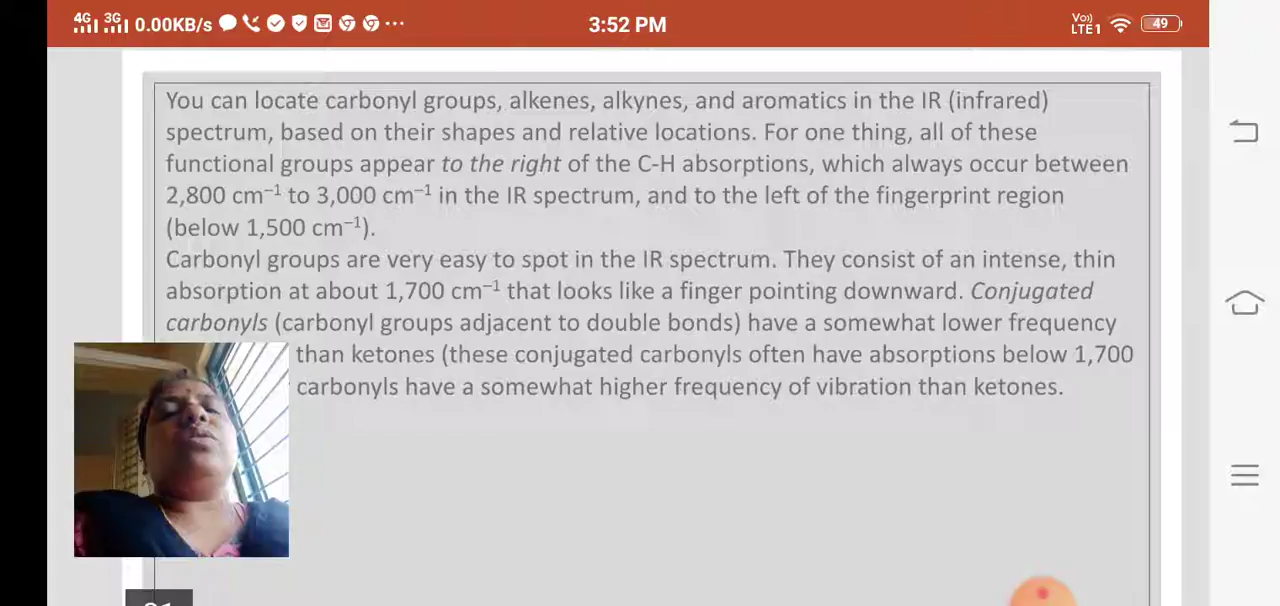 4G 3G 0.00KB/s ... 3:52 PM Vo) LTE1 49
You can locate carbonyl groups, alkenes, alkynes, and aromatics in the IR (infrared)
spectrum, based on their shapes and relative locations. For one thing, all of these
functional groups appear to the right of the C-H absorptions, which always occur between
2,800 cm⁻¹ to 3,000 cm⁻¹ in the IR spectrum, and to the left of the fingerprint region
(below 1,500 cm⁻¹).
Carbonyl groups are very easy to spot in the IR spectrum. They consist of an intense, thin
absorption at about 1,700 cm⁻¹ that looks like a finger pointing downward. Conjugated
carbonyls (carbonyl groups adjacent to double bonds) have a somewhat lower frequency
than ketones (these conjugated carbonyls often have absorptions below 1,700
carbonyls have a somewhat higher frequency of vibration than ketones.